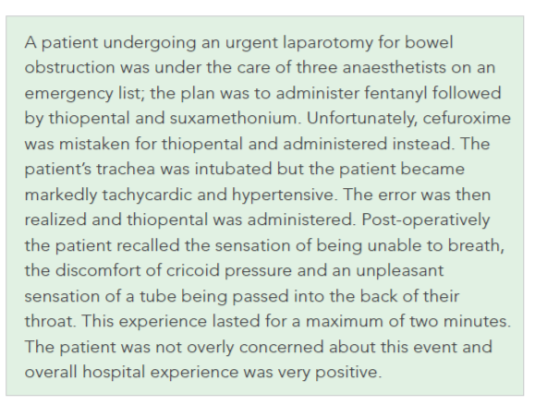 A patient undergoing an urgent laparotomy for bowel
obstruction was under the care of three anaesthetists on an
emergency list; the plan was to administer fentanyl followed
by thiopental and suxamethonium. Unfortunately, cefuroxime
was mistaken for thiopental and administered instead. The
patient’s trachea was intubated but the patient became
markedly tachycardic and hypertensive. The error was then
realized and thiopental was administered. Post-operatively
the patient recalled the sensation of being unable to breath,
the discomfort of cricoid pressure and an unpleasant
sensation of a tube being passed into the back of their
throat. This experience lasted for a maximum of two minutes.
The patient was not overly concerned about this event and
overall hospital experience was very positive.